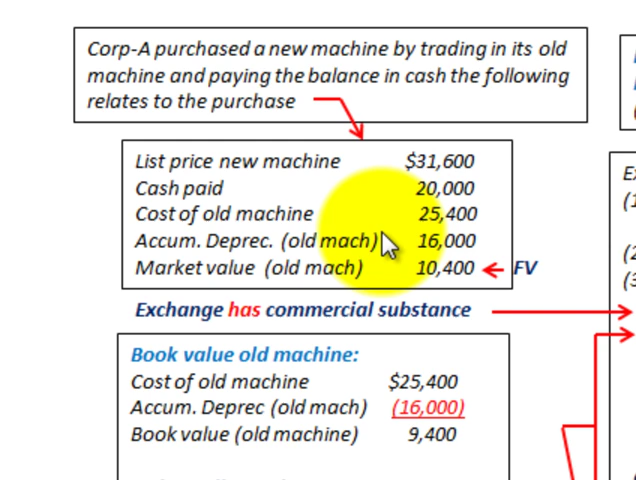 Corp-A purchased a new machine by trading in its old
machine and paying the balance in cash the following
relates to the purchase
List price new machine $31,600
Cash paid 20,000
Cost of old machine 25,400
Accum. Deprec. (old mach) 16,000
Market value (old mach) 10,400 FV
Exchange has commercial substance
Book value old machine:
Cost of old machine $25,400
Accum. Deprec (old mach) (16,000)
Book value (old machine) 9,400
Ex
(1
(2
(3